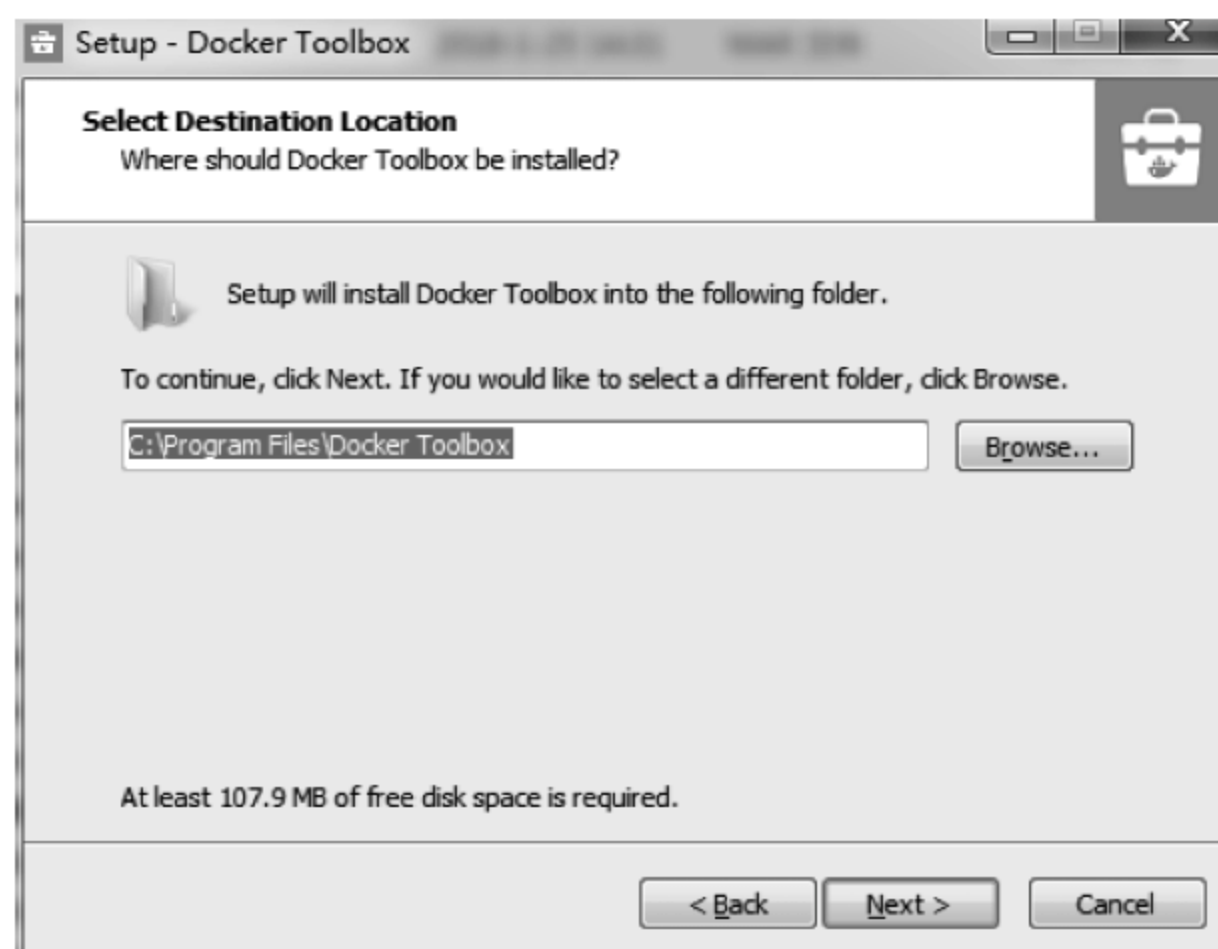 Setup - Docker Toolbox
Select Destination Location
Where should Docker Toolbox be installed?
Setup will install Docker Toolbox into the following folder.
To continue, click Next. If you would like to select a different folder, click Browse.
C:\Program Files\Docker Toolbox
Browse...
At least 107.9 MB of free disk space is required.
< Back
Next >
Cancel